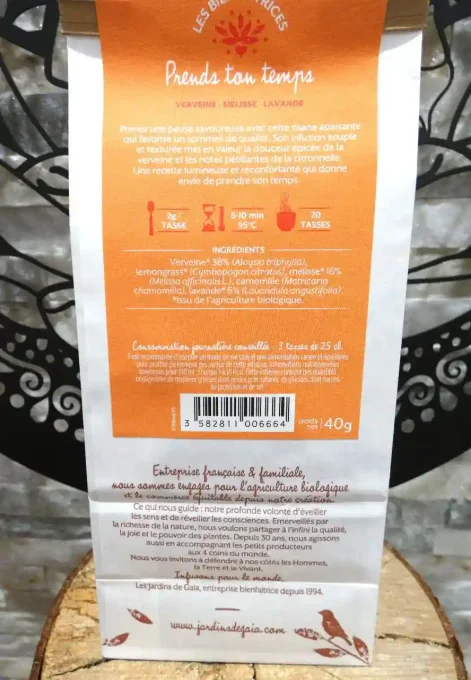 LES BIENFAITRICES
Prends ton temps
VERVEINE · MÉLISSE · LAVANDE
Prenez une pause savoureuse avec cette tisane apaisante
qui favorise un sommeil de qualité. Son infusion souple
et texturée met en valeur la douceur épicée de la
verveine et les notes pétillantes de la citronnelle.
Une recette lumineuse et réconfortante qui donne
envie de prendre son temps.
2g / TASSE
5-10 min 95°C
20 TASSES
INGRÉDIENTS
Verveine* 38% (Aloysia triphylla),
lemongrass* (Cymbopogon citratus), mélisse* 16%
(Melissa officinalis L.), camomille (Matricaria
chamomilla), lavande* 6% (Lavandula angustifolia).
*Issu de l'agriculture biologique.
Consommation journalière conseillée : 3 tasses de 25 cl.
3 582811 006664
poids net 40g
Entreprise française & familiale,
nous sommes engagés pour l'agriculture biologique
et le commerce équitable depuis notre création.
Ce qui nous guide : notre profonde volonté d'éveiller
les sens et de réveiller les consciences. Émerveillés par
la richesse de la nature, nous voulons partager à l'infini la qualité,
la joie et le pouvoir des plantes. Depuis 30 ans, nous agissons
aussi en accompagnant les petits producteurs
aux 4 coins du monde.
Nous vous invitons à défendre à nos côtés les Hommes,
la Terre et le Vivant.
Infusons pour le monde.
Les Jardins de Gaïa, entreprise bienfaitrice depuis 1994.
www.jardinsdegaia.com